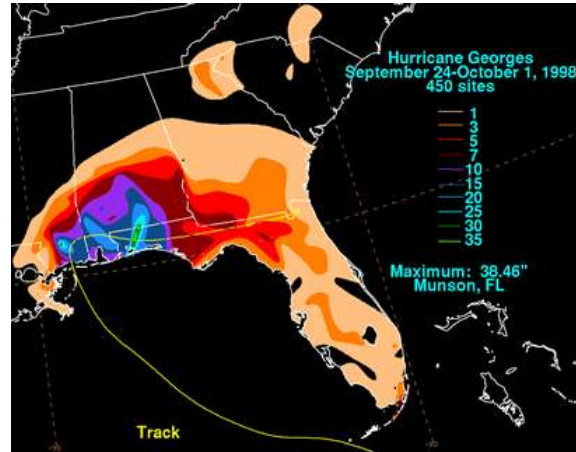 Hurricane Georges
September 24-October 1, 1998
450 sites
1
3
5
7
10
15
20
25
30
35
Maximum: 38.46"
Munson, FL
Track